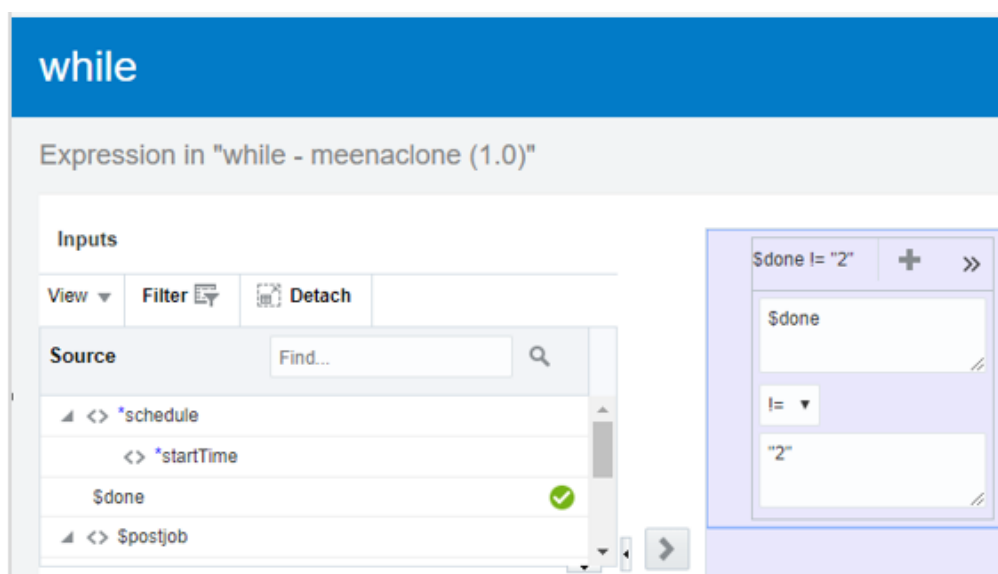 while
Expression in "while - meenaclone (1.0)"
Inputs
View Filter Detach
Source Find...
*schedule
*startTime
$done
$postjob
$done != "2"
$done
!=
"2"